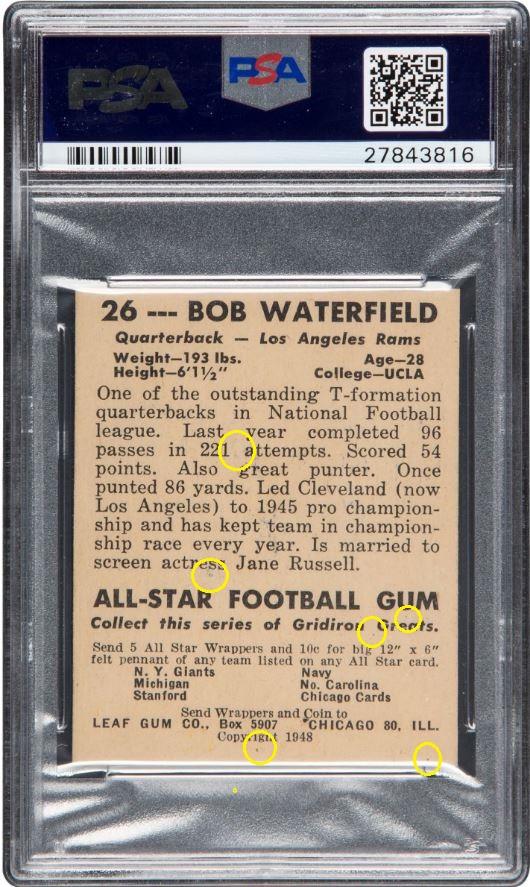 PSA
PSA
27843816
26 --- BOB WATERFIELD
Quarterback — Los Angeles Rams
Weight—193 lbs. Age—28
Height—6'1½" College—UCLA
One of the outstanding T-formation
quarterbacks in National Football
league. Last year completed 96
passes in 221 attempts. Scored 54
points. Also great punter. Once
punted 86 yards. Led Cleveland (now
Los Angeles) to 1945 pro champion-
ship and has kept team in champion-
ship race every year. Is married to
screen actress Jane Russell.
ALL-STAR FOOTBALL GUM
Collect this series of Gridiron Greats.
Send 5 All Star Wrappers and 10c for big 12" x 6"
felt pennant of any team listed on any All Star card.
N. Y. Giants Navy
Michigan No. Carolina
Stanford Chicago Cards
Send Wrappers and Coin to
LEAF GUM CO., Box 5907 CHICAGO 80, ILL.
Copyright 1948